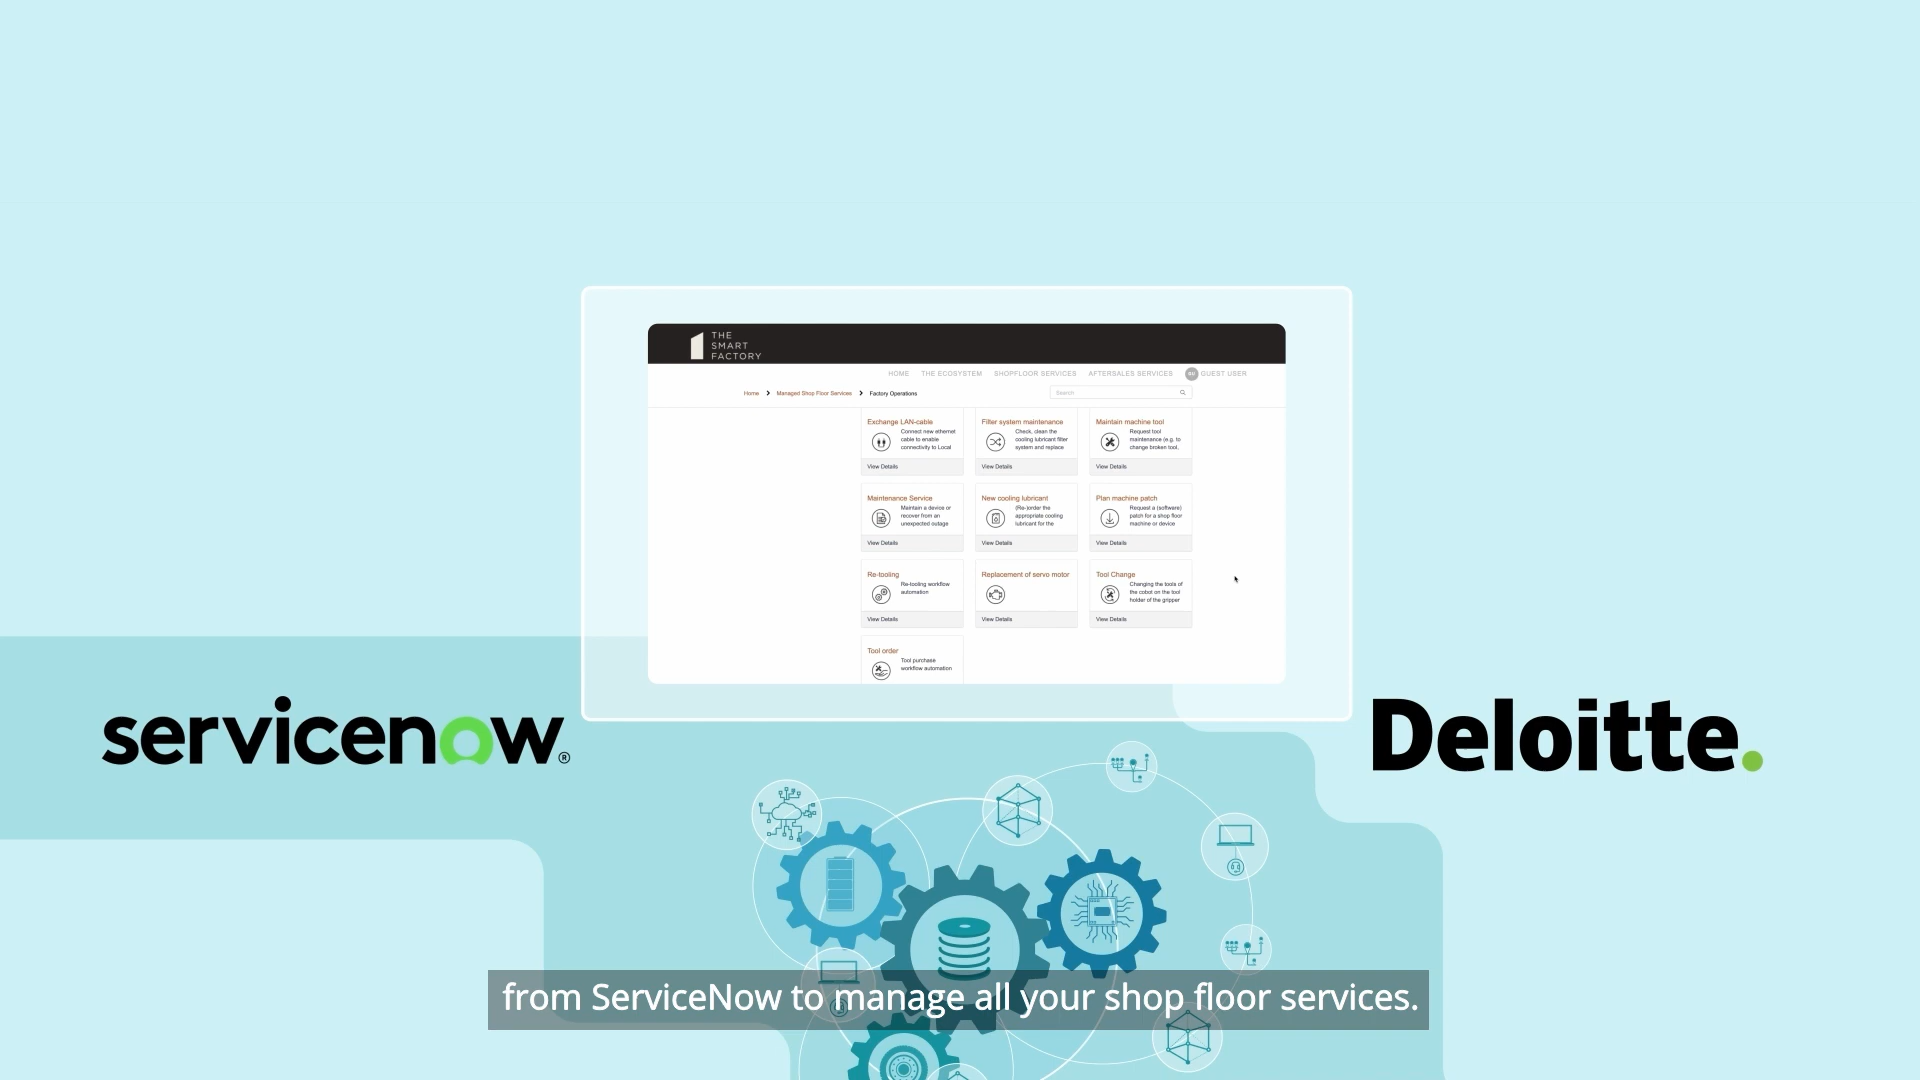 THE
SMART
FACTORY
HOME THE ECOSYSTEM SHOPFLOOR SERVICES AFTERSALES SERVICES GU GUEST USER
Home Managed Shop Floor Services Factory Operations Search
Exchange LAN-cable
Connect new ethernet
cable to enable
connectivity to Local
View Details
Filter system maintenance
Check, clean the
cooling lubricant filter
system and replace
View Details
Maintain machine tool
Request tool
maintenance (e.g. to
change broken tool,
View Details
Maintenance Service
Maintain a device or
recover from an
unexpected outage
View Details
New cooling lubricant
(Re-)order the
appropriate cooling
lubricant for the
View Details
Plan machine patch
Request a (software)
patch for a shop floor
machine or device
View Details
Re-tooling
Re-tooling workflow
automation
View Details
Replacement of servo motor
View Details
Tool Change
Changing the tools of
the cobot on the tool
holder of the gripper
View Details
Tool order
Tool purchase
workflow automation
servicenow®
Deloitte.
from ServiceNow to manage all your shop floor services.